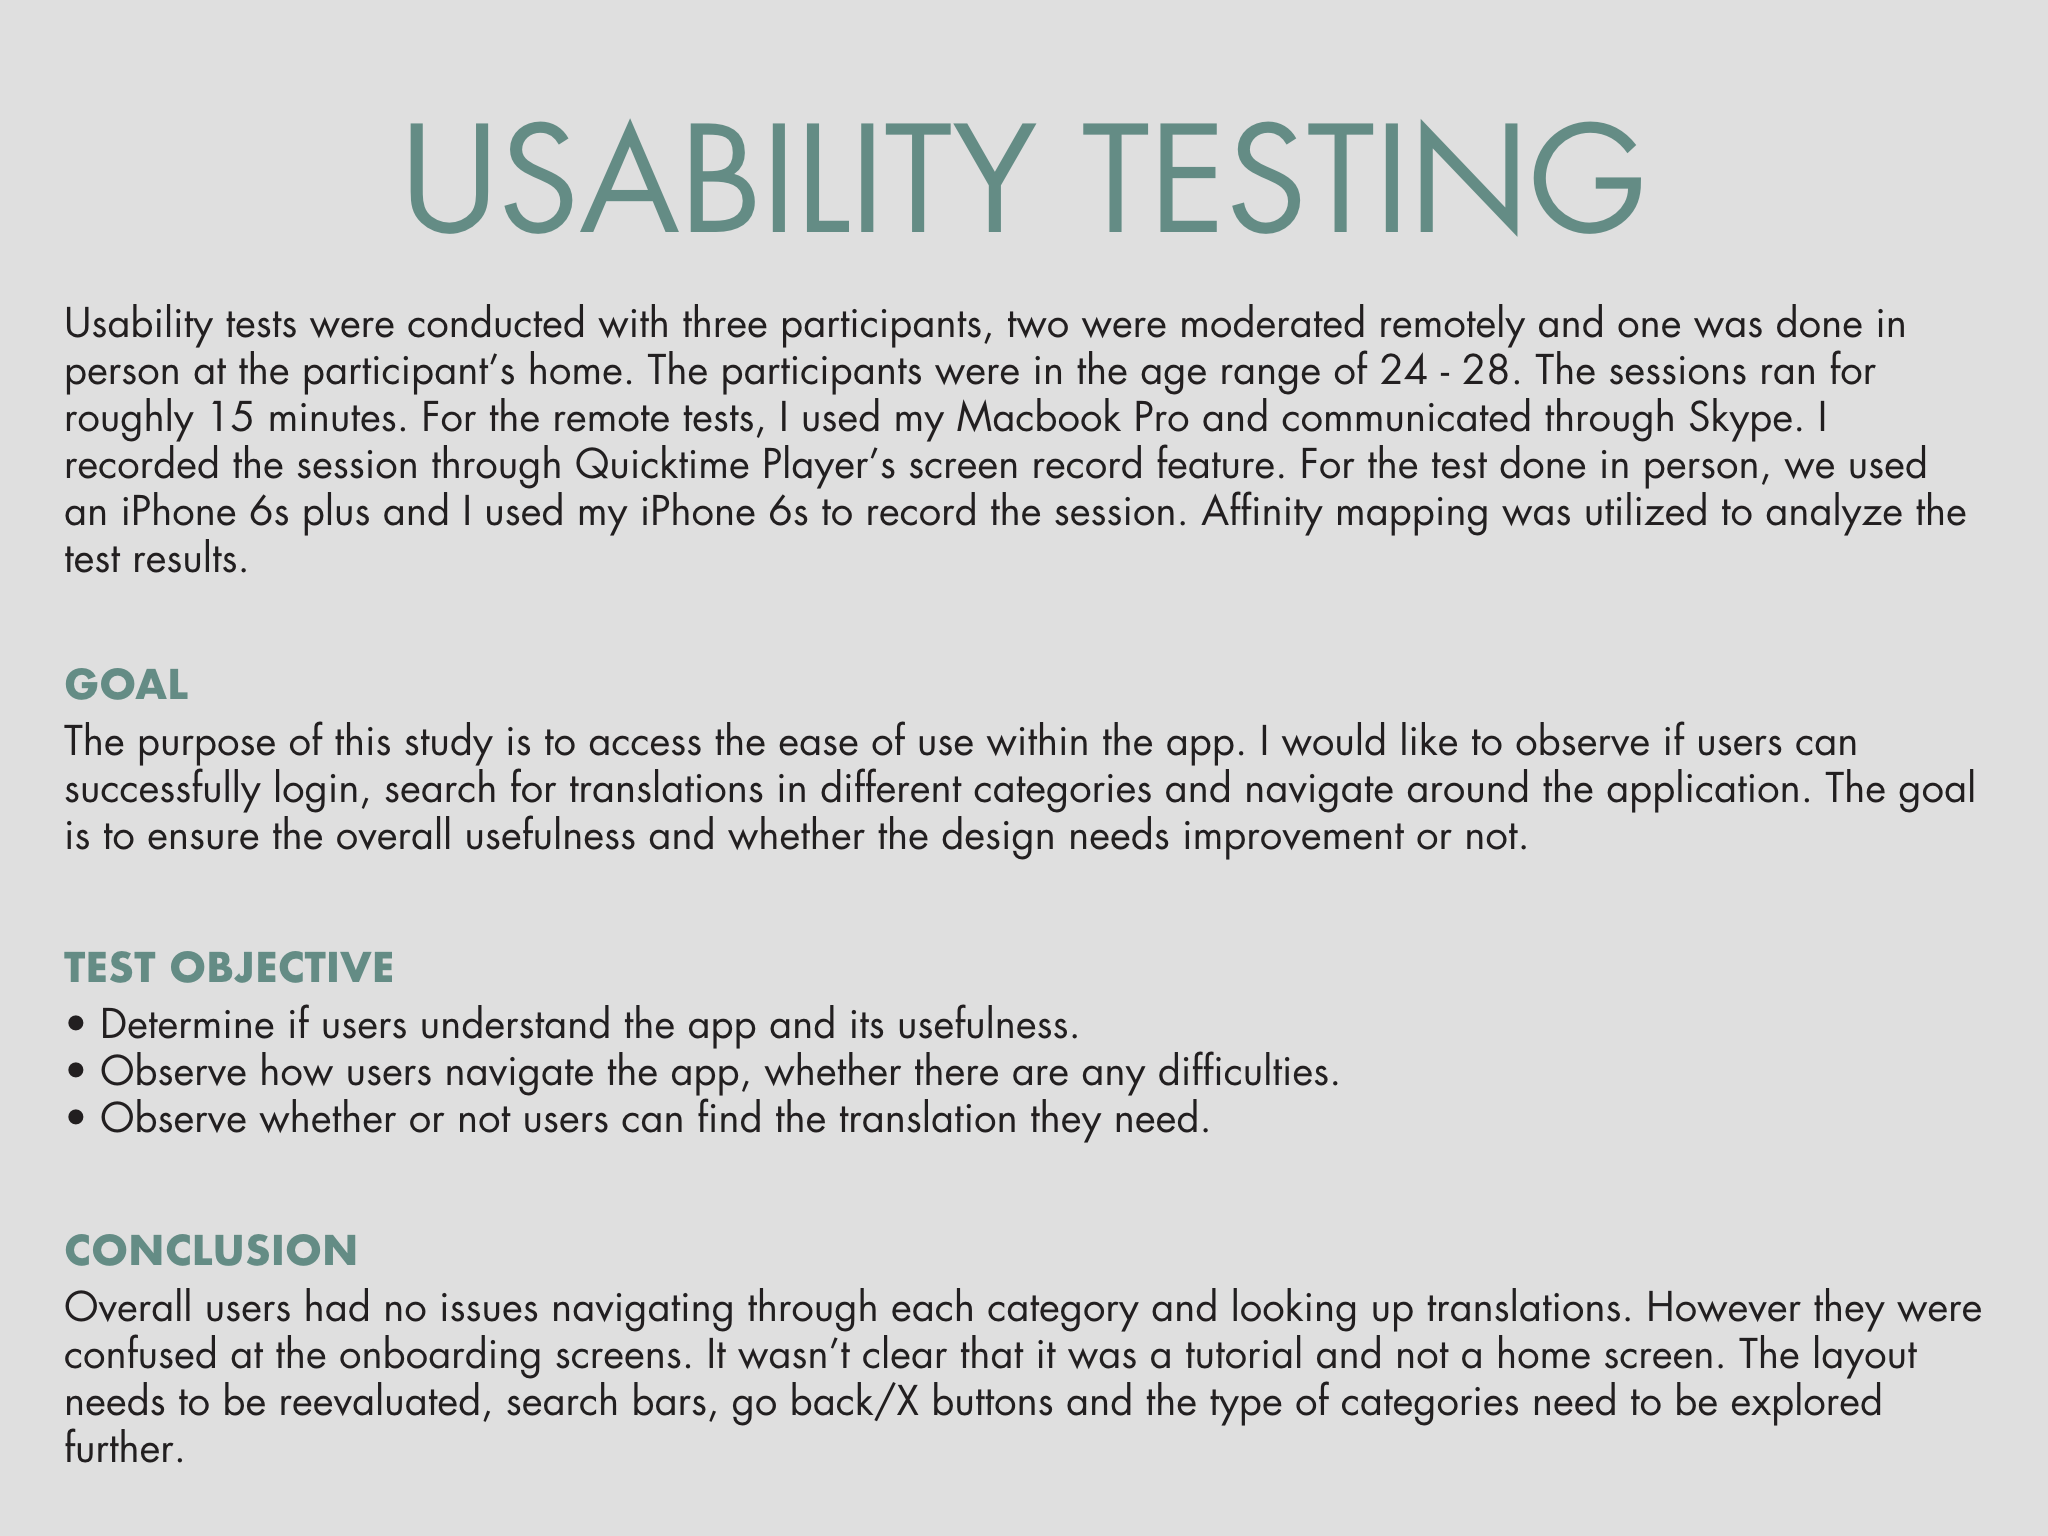 USABILITY TESTING
Usability tests were conducted with three participants, two were moderated remotely and one was done in
person at the participant’s home. The participants were in the age range of 24 - 28. The sessions ran for
roughly 15 minutes. For the remote tests, I used my Macbook Pro and communicated through Skype. I
recorded the session through Quicktime Player’s screen record feature. For the test done in person, we used
an iPhone 6s plus and I used my iPhone 6s to record the session. Affinity mapping was utilized to analyze the
test results.
GOAL
The purpose of this study is to access the ease of use within the app. I would like to observe if users can
successfully login, search for translations in different categories and navigate around the application. The goal
is to ensure the overall usefulness and whether the design needs improvement or not.
TEST OBJECTIVE
• Determine if users understand the app and its usefulness.
• Observe how users navigate the app, whether there are any difficulties.
• Observe whether or not users can find the translation they need.
CONCLUSION
Overall users had no issues navigating through each category and looking up translations. However they were
confused at the onboarding screens. It wasn’t clear that it was a tutorial and not a home screen. The layout
needs to be reevaluated, search bars, go back/X buttons and the type of categories need to be explored
further.